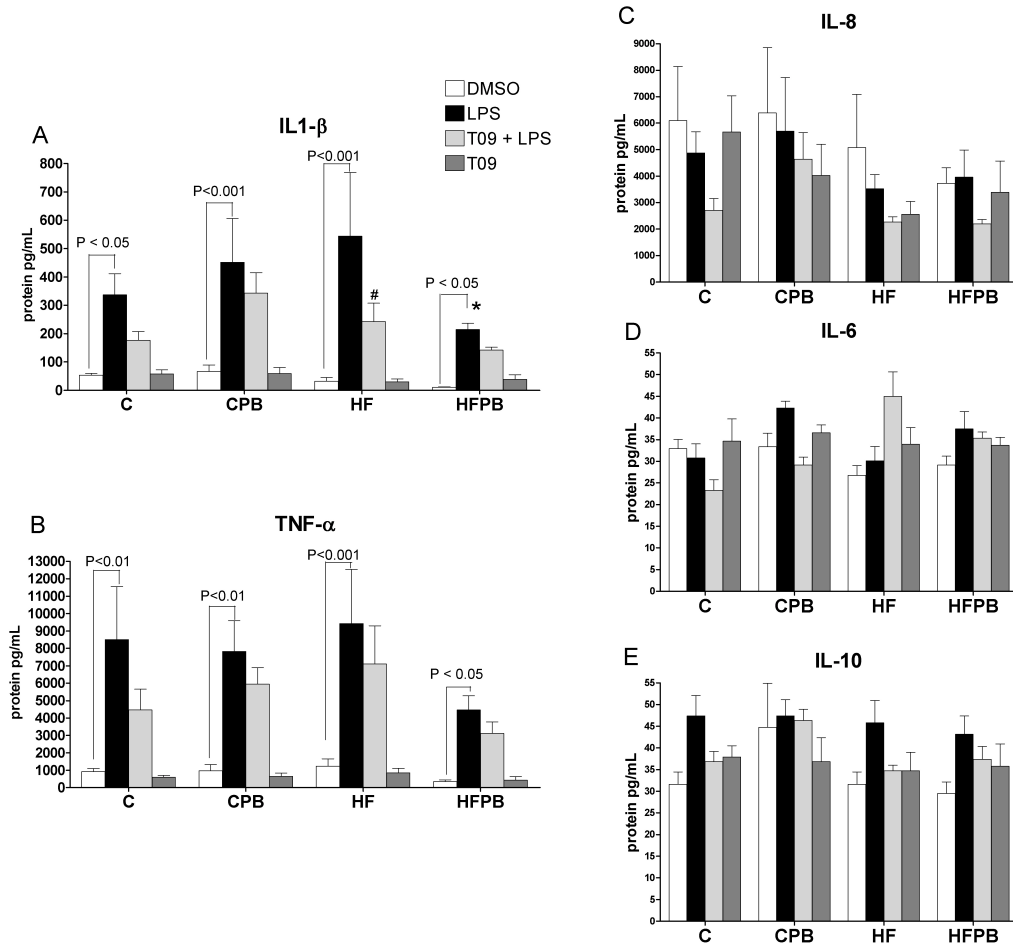 DMSO
LPS
T09 + LPS
T09
A
IL1-β
protein pg/mL
800
700
600
500
400
300
200
100
0
P < 0.05
P<0.001
P<0.001
P < 0.05
#
*
C CPB HF HFPB
B
TNF-α
protein pg/mL
13000
12000
11000
10000
9000
8000
7000
6000
5000
4000
3000
2000
1000
0
P<0.01
P<0.01
P<0.001
P < 0.05
C CPB HF HFPB
C
IL-8
protein pg/mL
9000
8000
7000
6000
5000
4000
3000
2000
1000
0
C CPB HF HFPB
D
IL-6
protein pg/mL
55
50
45
40
35
30
25
20
15
10
5
0
C CPB HF HFPB
E
IL-10
protein pg/mL
55
50
45
40
35
30
25
20
15
10
5
0
C CPB HF HFPB